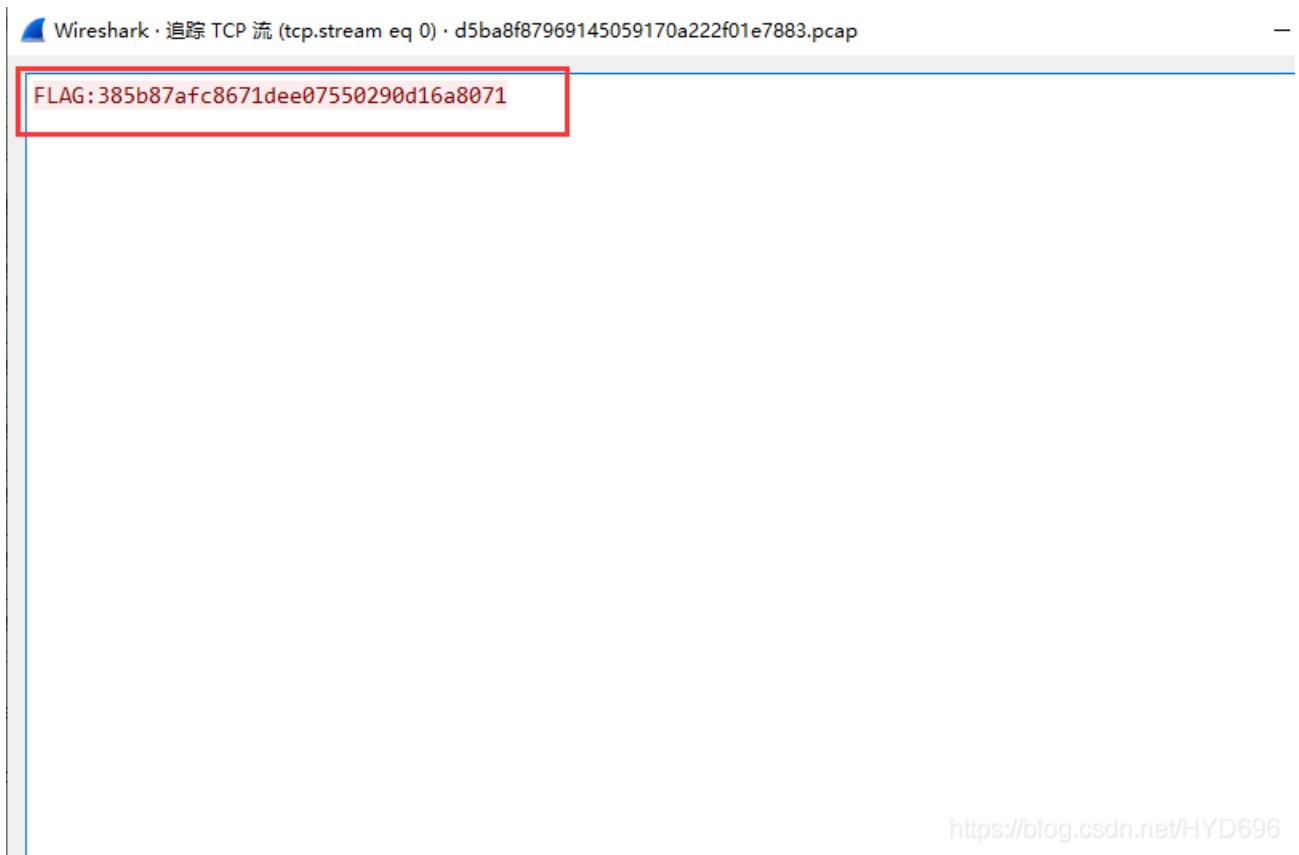 Wireshark · 追踪 TCP 流 (tcp.stream eq 0) · d5ba8f87969145059170a222f01e7883.pcap
FLAG:385b87afc8671dee07550290d16a8071
https://blog.csdn.net/HYD696